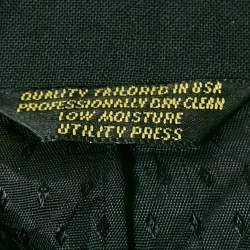 QUALITY TAILORED IN USA
PROFESSIONALLY DRY CLEAN
LOW MOISTURE
UTILITY PRESS